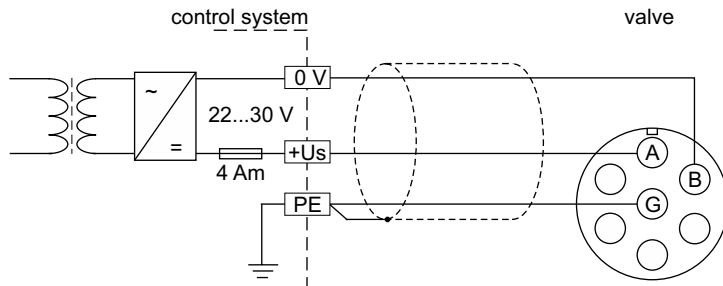 control system
valve
0 V
~
=
22...30 V
4 Am
+Us
PE
A
B
G